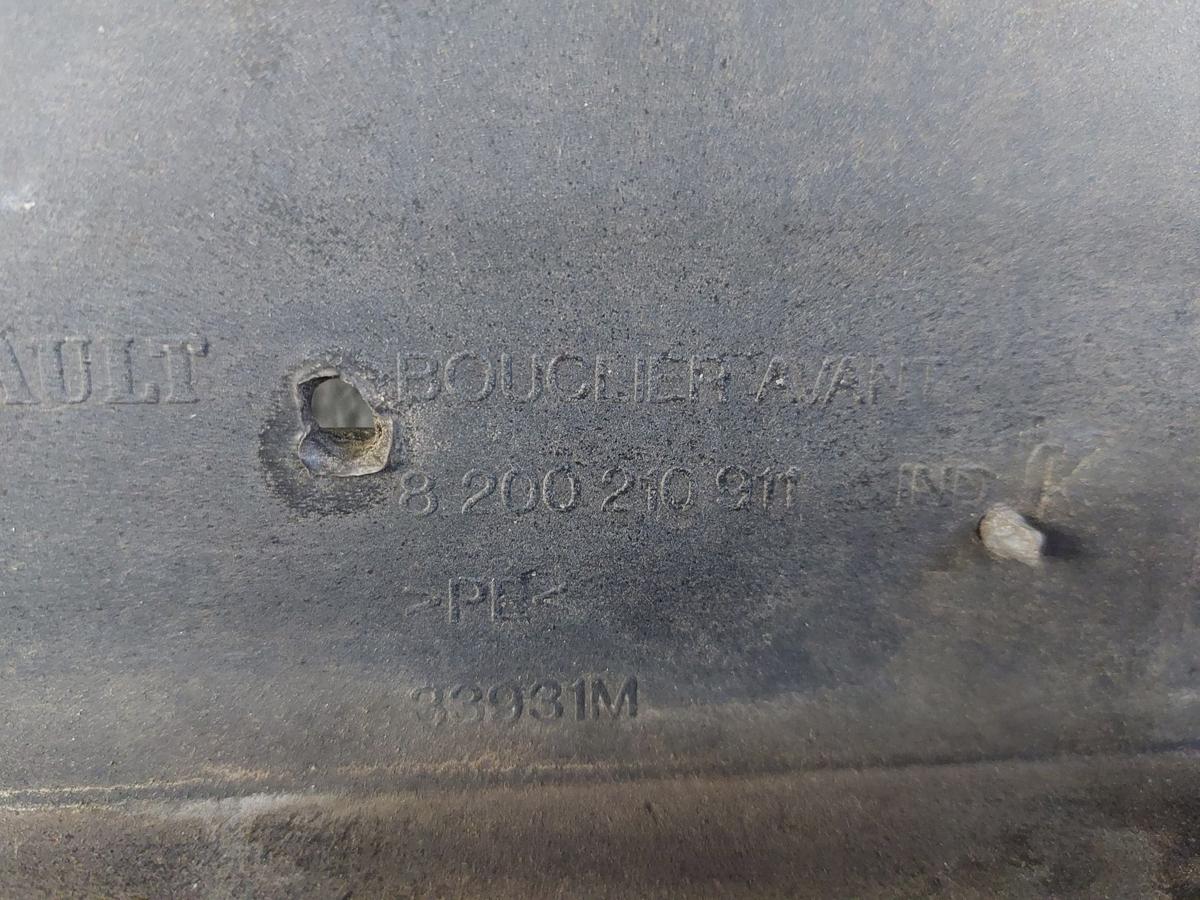 AULT BOUCLIER AVANT
8 200 210 911 IND
>PE<
33931M